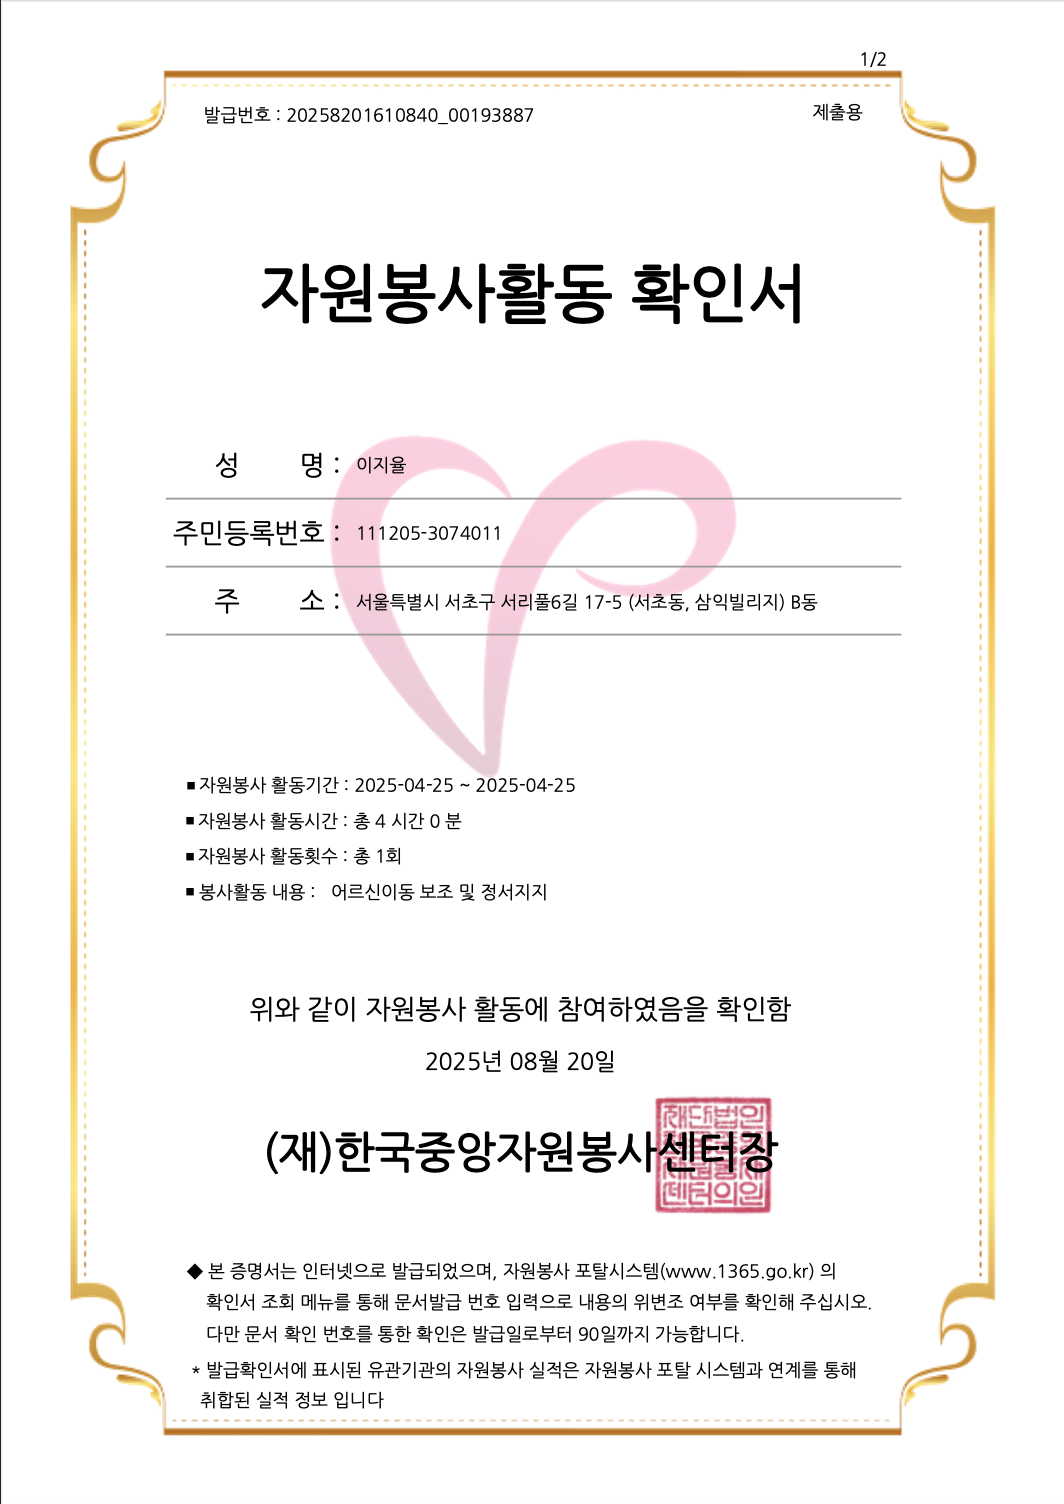 1/2
발급번호 : 20258201610840_00193887
제출용
자원봉사활동 확인서
성 명 : 이지율
주민등록번호 : 111205-3074011
주 소 : 서울특별시 서초구 서리풀6길 17-5 (서초동, 삼익빌리지) B동
■ 자원봉사 활동기간 : 2025-04-25 ~ 2025-04-25
■ 자원봉사 활동시간 : 총 4 시간 0 분
■ 자원봉사 활동횟수 : 총 1회
■ 봉사활동 내용 : 어르신이동 보조 및 정서지지
위와 같이 자원봉사 활동에 참여하였음을 확인함
2025년 08월 20일
(재)한국중앙자원봉사센터장
재단법인
◆ 본 증명서는 인터넷으로 발급되었으며, 자원봉사 포탈시스템(www.1365.go.kr) 의
확인서 조회 메뉴를 통해 문서발급 번호 입력으로 내용의 위변조 여부를 확인해 주십시오.
다만 문서 확인 번호를 통한 확인은 발급일로부터 90일까지 가능합니다.
* 발급확인서에 표시된 유관기관의 자원봉사 실적은 자원봉사 포탈 시스템과 연계를 통해
취합된 실적 정보 입니다